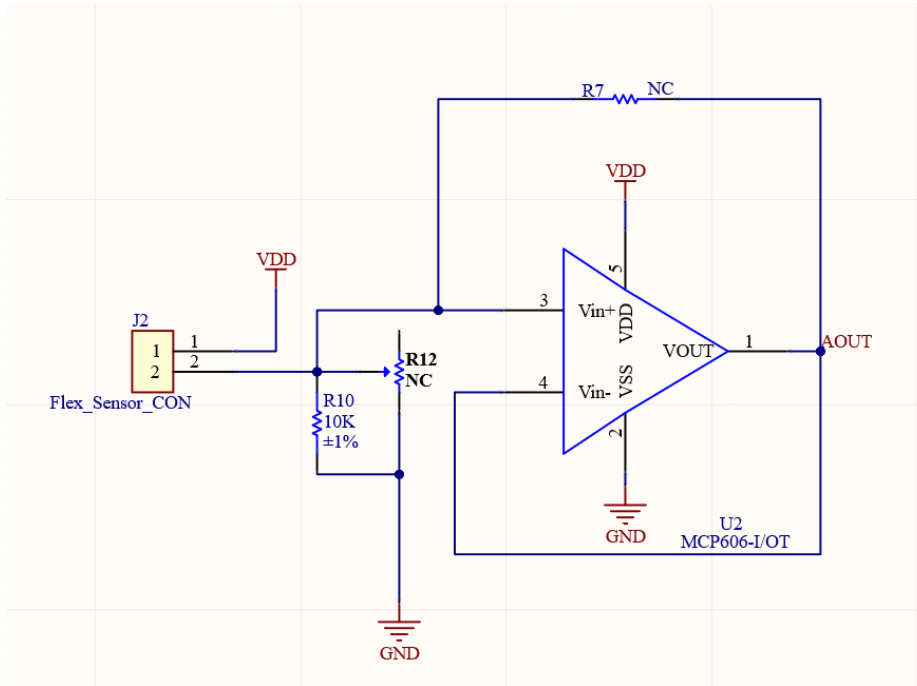 R7
NC
VDD
5
VDD
J2
1
1
2
2
Flex_Sensor_CON
R12
NC
R10
10K
±1%
3
Vin+
VDD
VOUT
1
AOUT
4
Vin-
VSS
2
GND
U2
MCP606-I/OT
GND